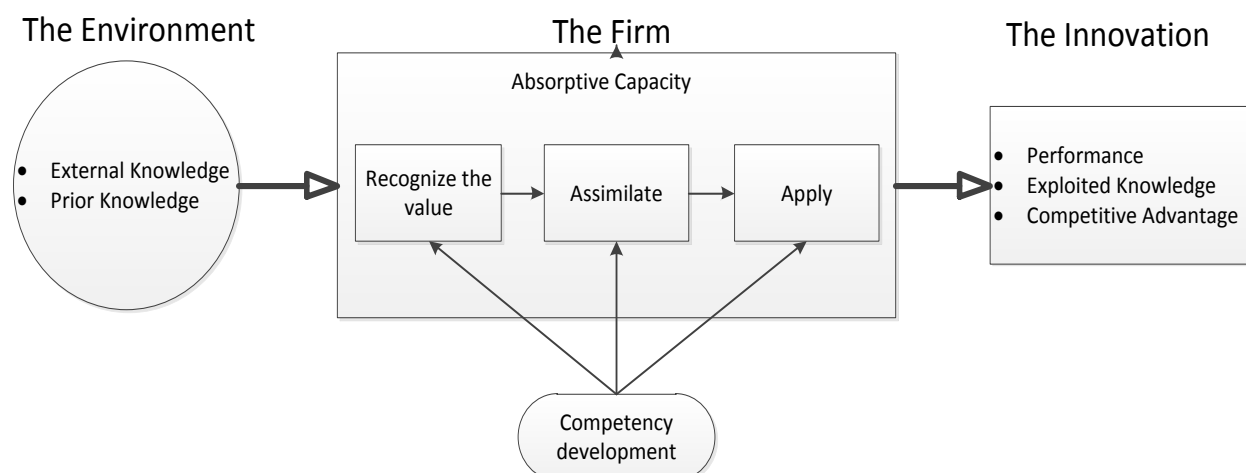 The Environment
The Firm
The Innovation
Absorptive Capacity
• External Knowledge
• Prior Knowledge
Recognize the
value
Assimilate
Apply
• Performance
• Exploited Knowledge
• Competitive Advantage
Competency
development